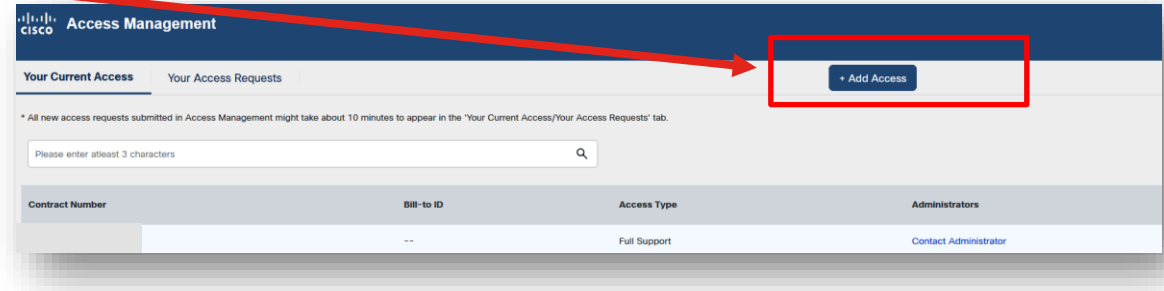 cisco Access Management
Your Current Access Your Access Requests + Add Access
* All new access requests submitted in Access Management might take about 10 minutes to appear in the 'Your Current Access/Your Access Requests' tab.
Please enter atleast 3 characters
Contract Number Bill-to ID Access Type Administrators
-- Full Support Contact Administrator